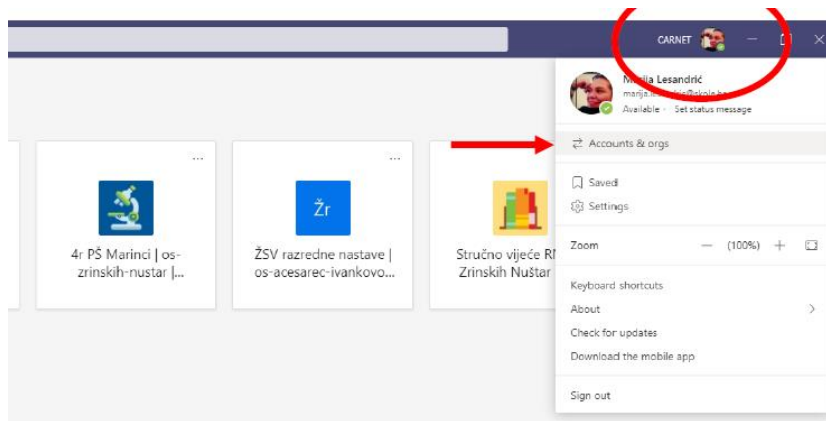 CARNET
Marija Lesandrić
Available · Set status message
Accounts & orgs
Saved
Settings
Zoom — (100%) +
Keyboard shortcuts
About
Check for updates
Download the mobile app
Sign out
...
4r PŠ Marinci | os-
zrinskih-nustar |...
...
Žr
ŽSV razredne nastave |
os-acesarec-ivankovo...
Stručno vijeće
Zrinskih Nuštar